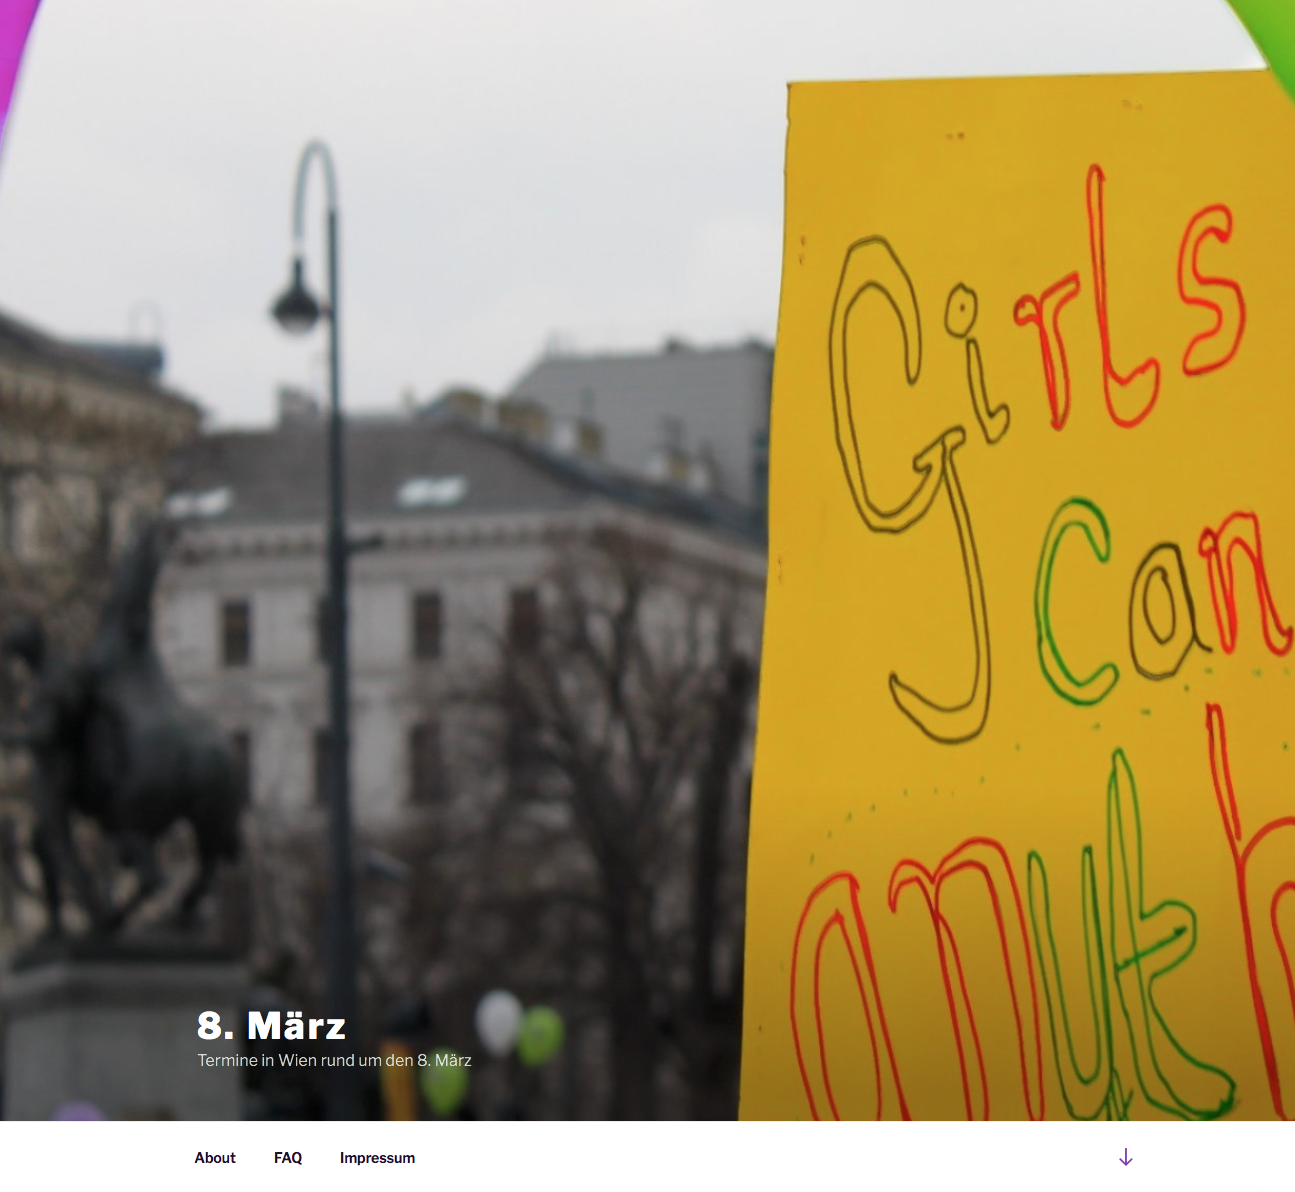 Girls
can
8. März
Termine in Wien rund um den 8. März
About FAQ Impressum